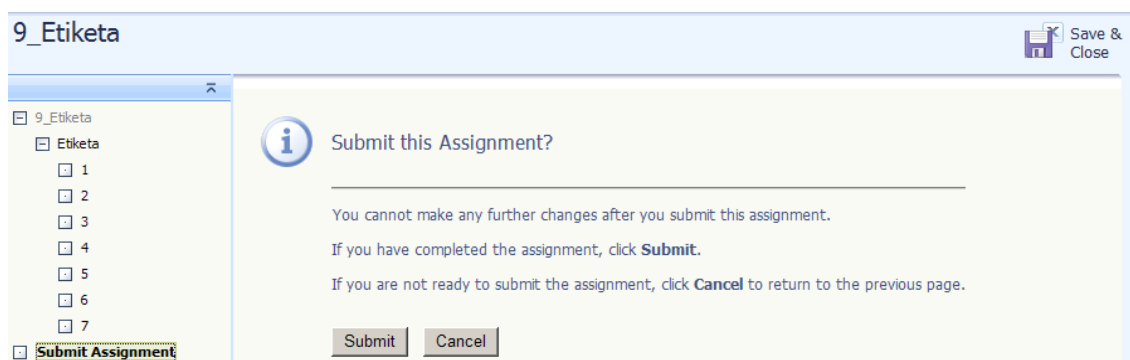 9_Etiketa
Save &
Close
9_Etiketa
Etiketa
1
2
3
4
5
6
7
Submit Assignment
Submit this Assignment?
You cannot make any further changes after you submit this assignment.
If you have completed the assignment, click Submit.
If you are not ready to submit the assignment, click Cancel to return to the previous page.
Submit Cancel